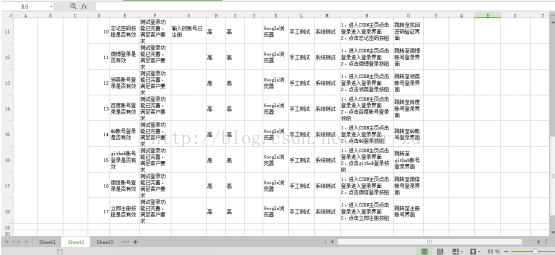 R8
fx
11
10
忘记密码按
钮是否有效
测试登录功
能已完善，
满足客户要
求
输入的账号已
注册
高
高
Google浏
览器
手工测试
系统测试
1、进入CSDN主页点击
登录进入登录界面
2、点击忘记密码按钮
跳转至找回
密码验证界
面
12
11
微博登录是
否有效
测试登录功
能已完善，
满足客户要
求
高
高
Google浏
览器
手工测试
系统测试
1、进入CSDN主页点击
登录进入登录界面
2、点击微博登录按钮
跳转至微博
账号登录界
面
13
12
领英账号登
录是否有效
测试登录功
能已完善，
满足客户要
求
高
高
Google浏
览器
手工测试
系统测试
1、进入CSDN主页点击
登录进入登录界面
2、点击领英登录按钮
跳转至领英
账号登录界
面
14
13
百度账号登
录是否有效
测试登录功
能已完善，
满足客户要
求
高
高
Google浏
览器
手工测试
系统测试
1、进入CSDN主页点击
登录进入登录界面
2、点击百度账号登录
按钮
跳转至百度
账号登录界
面
15
14
QQ账号登录
是否有效
测试登录功
能已完善，
满足客户要
求
高
高
Google浏
览器
手工测试
系统测试
1、进入CSDN主页点击
登录进入登录界面
2、点击QQ登录按钮
跳转至QQ账
号登录界面
16
15
github账号
登录是否有
效
测试登录功
能已完善，
满足客户要
求
高
高
Google浏
览器
手工测试
系统测试
1、进入CSDN主页点击
登录进入登录界面
2、点击github登录按
钮
跳转至
github账号
登录界面
17
16
微信账号登
录是否有效
测试登录功
能已完善，
满足客户要
求
高
高
Google浏
览器
手工测试
系统测试
1、进入CSDN主页点击
登录进入登录界面
2、点击微信登录按钮
跳转至微信
账号登录界
面
18
17
立即注册按
钮是否有效
测试登录功
能已完善，
满足客户要
求
高
高
Google浏
览器
手工测试
系统测试
1、进入CSDN主页点击
登录进入登录界面
2、点击立即注册按钮
跳转至注册
账号界面
19
20
http://blog.csdn.net/
Sheet1
Sheet2
Sheet3
85 %